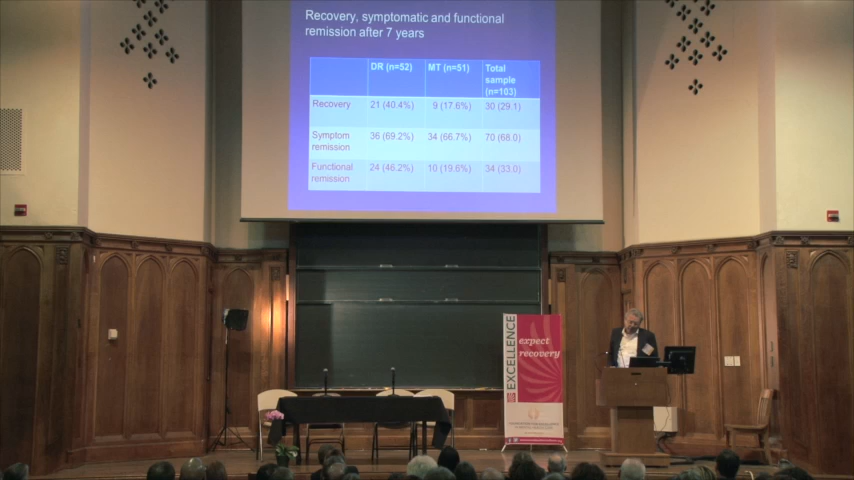 Recovery, symptomatic and functional
remission after 7 years
DR (n=52) MT (n=51) Total
sample
(n=103)
Recovery 21 (40.4%) 9 (17.6%) 30 (29.1)
Symptom 36 (69.2%) 34 (66.7%) 70 (68.0)
remission
Functional 24 (46.2%) 10 (19.6%) 34 (33.0)
remission
EXCELLENCE
expect
recovery